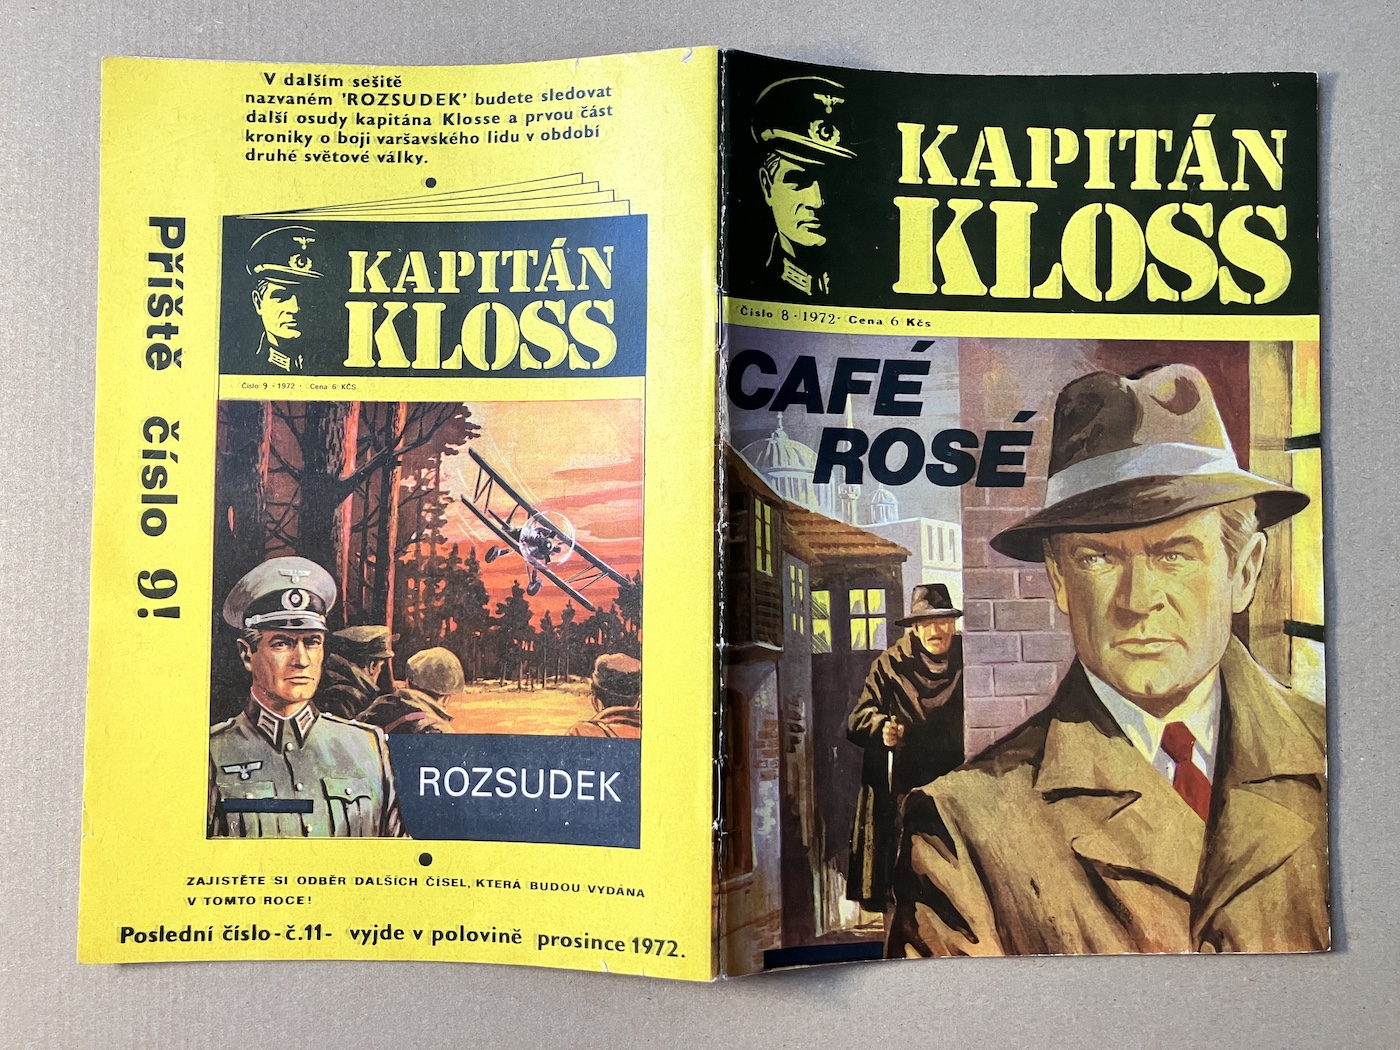 V dalším sešitě
nazvaném 'ROZSUDEK' budete sledovat
další osudy kapitána Klosse a prvou část
kroniky o boji varšavského lidu v období
druhé světové války.
Příště číslo 9!
KAPITÁN
KLOSS
Číslo 9 · 1972 · Cena 6 KČS
ROZSUDEK
ZAJISTĚTE SI ODBĚR DALŠÍCH ČÍSEL, KTERÁ BUDOU VYDÁNA
V TOMTO ROCE!
Poslední číslo - č.11 - vyjde v polovině prosince 1972.
KAPITÁN
KLOSS
Číslo 8 · 1972 · Cena 6 Kčs
CAFÉ
ROSÉ